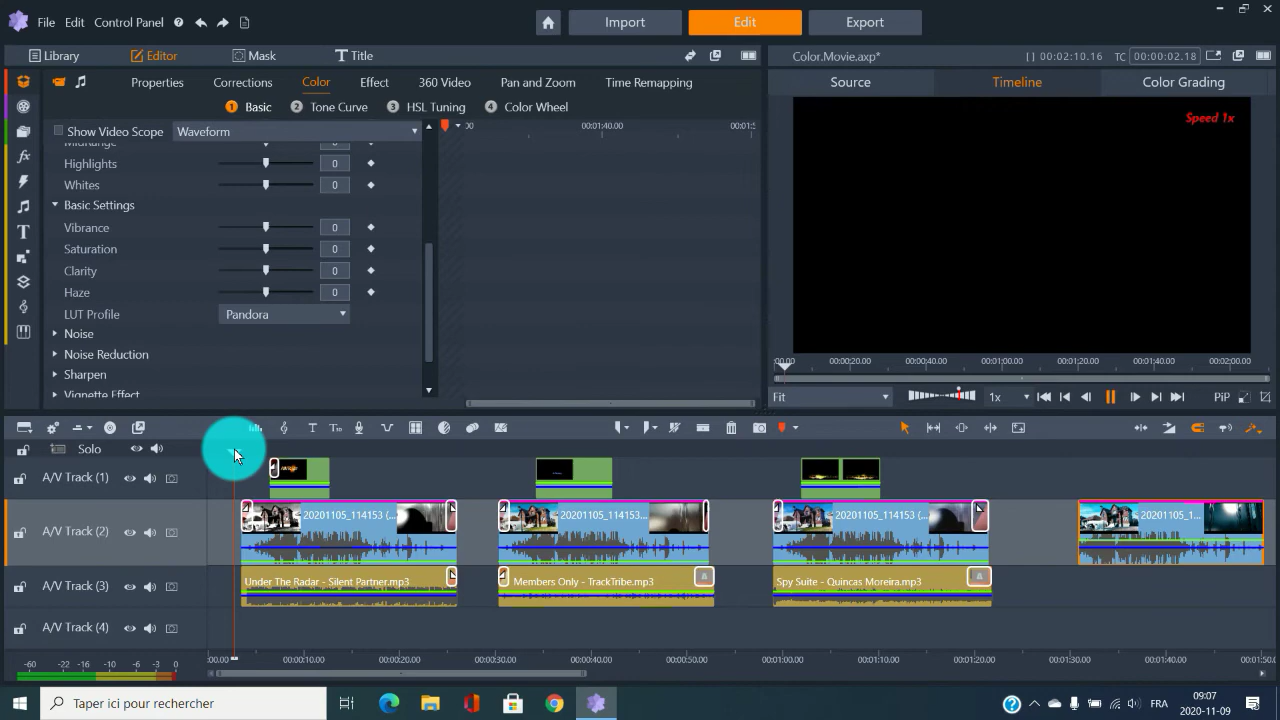 File Edit Control Panel Import Edit Export
Library Editor Mask Title Color.Movie.axp* [ ] 00:02:10.16 TC 00:00:02.18
Properties Corrections Color Effect 360 Video Pan and Zoom Time Remapping Source Timeline Color Grading
1 Basic 2 Tone Curve 3 HSL Tuning 4 Color Wheel
Speed 1x
Show Video Scope Waveform 00 00:01:40.00 00:01:5
MidRange
Highlights 0
Whites 0
Basic Settings
Vibrance 0
Saturation 0
Clarity 0
Haze 0
LUT Profile Pandora
Noise
Noise Reduction
Sharpen
Vignette Effect
:00.00 00:00:20.00 00:00:40.00 00:01:00.00 00:01:20.00 00:01:40.00 00:02:00.00
Fit 1x PiP
Solo
A/V Track (1)
A/V Track (2) 20201105_114153 (... 20201105_114153... 20201105_114153 (... 20201105_1...
A/V Track (3) Under The Radar - Silent Partner.mp3 Members Only - TrackTribe.mp3 Spy Suite - Quincas Moreira.mp3
A/V Track (4)
-60 -22 -16 -10 -6 -3 0 :00.00 00:00:10.00 00:00:20.00 00:00:30.00 00:00:40.00 00:00:50.00 00:01:00.00 00:01:10.00 00:01:20.00 00:01:30.00 00:01:40.00 00:01:50
Taper ici pour rechercher FRA 09:07
2020-11-09